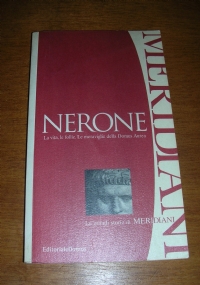 MERIDIANI
NERONE
La vita, le follie, le meraviglie della Domus Aurea
Le grandi storie di MERIDIANI
EditorialeDomus